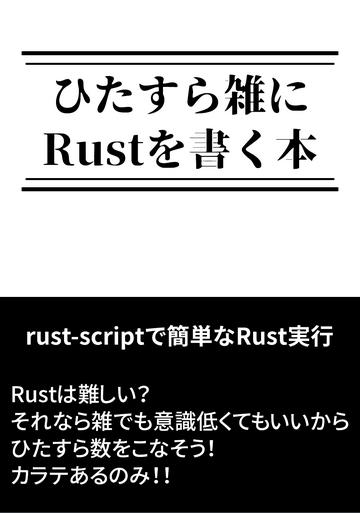 ひたすら雑に
Rustを書く本
rust-scriptで簡単なRust実行
Rustは難しい？
それなら雑でも意識低くてもいいから
ひたすら数をこなそう！
カラテあるのみ！！